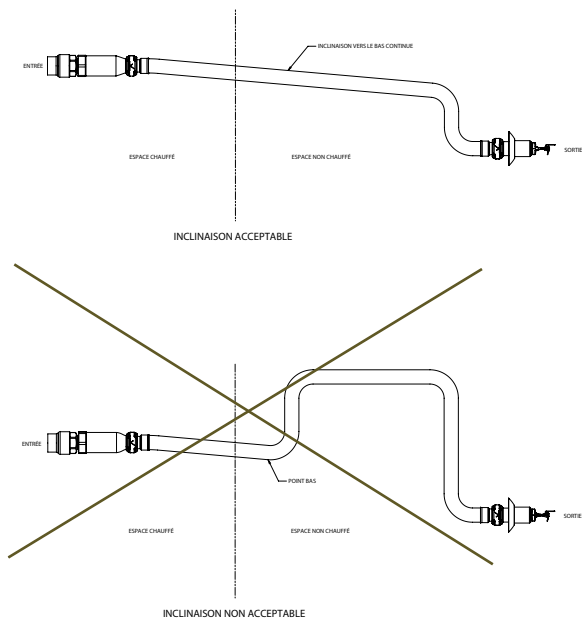 INCLINAISON VERS LE BAS CONTINUE
ENTRÉE
SORTIE
ESPACE CHAUFFÉ
ESPACE NON CHAUFFÉ
INCLINAISON ACCEPTABLE
ENTRÉE
POINT BAS
SORTIE
ESPACE CHAUFFÉ
ESPACE NON CHAUFFÉ
INCLINAISON NON ACCEPTABLE